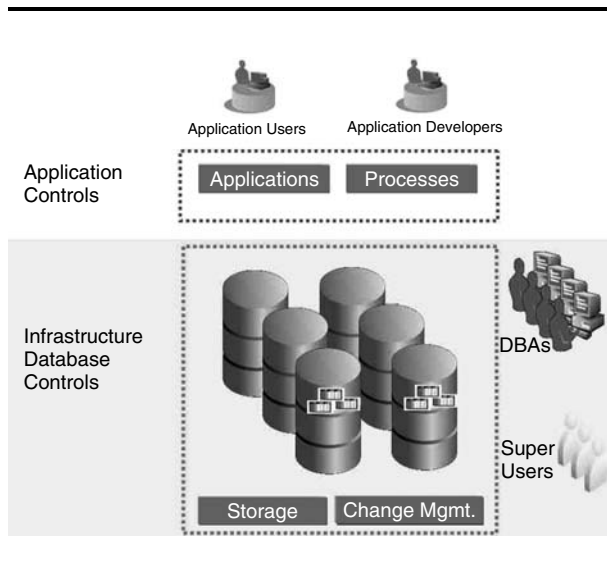 Application Users
Application Developers
Application
Controls
Applications
Processes
Infrastructure
Database
Controls
DBAs
Super
Users
Storage
Change Mgmt.